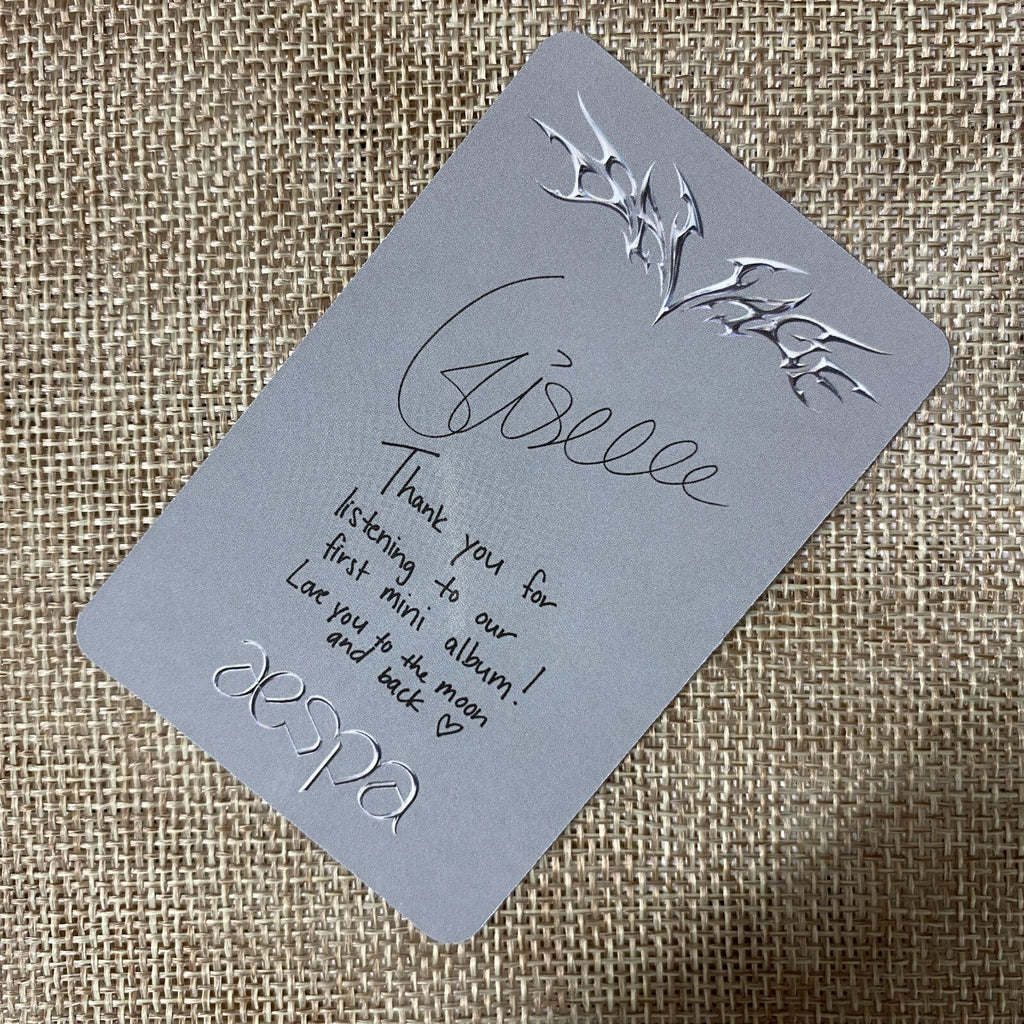 SAVAGE
Giselle
Thank you for
listening to our
first mini album!
Love you to the moon
and back ♡
aespa